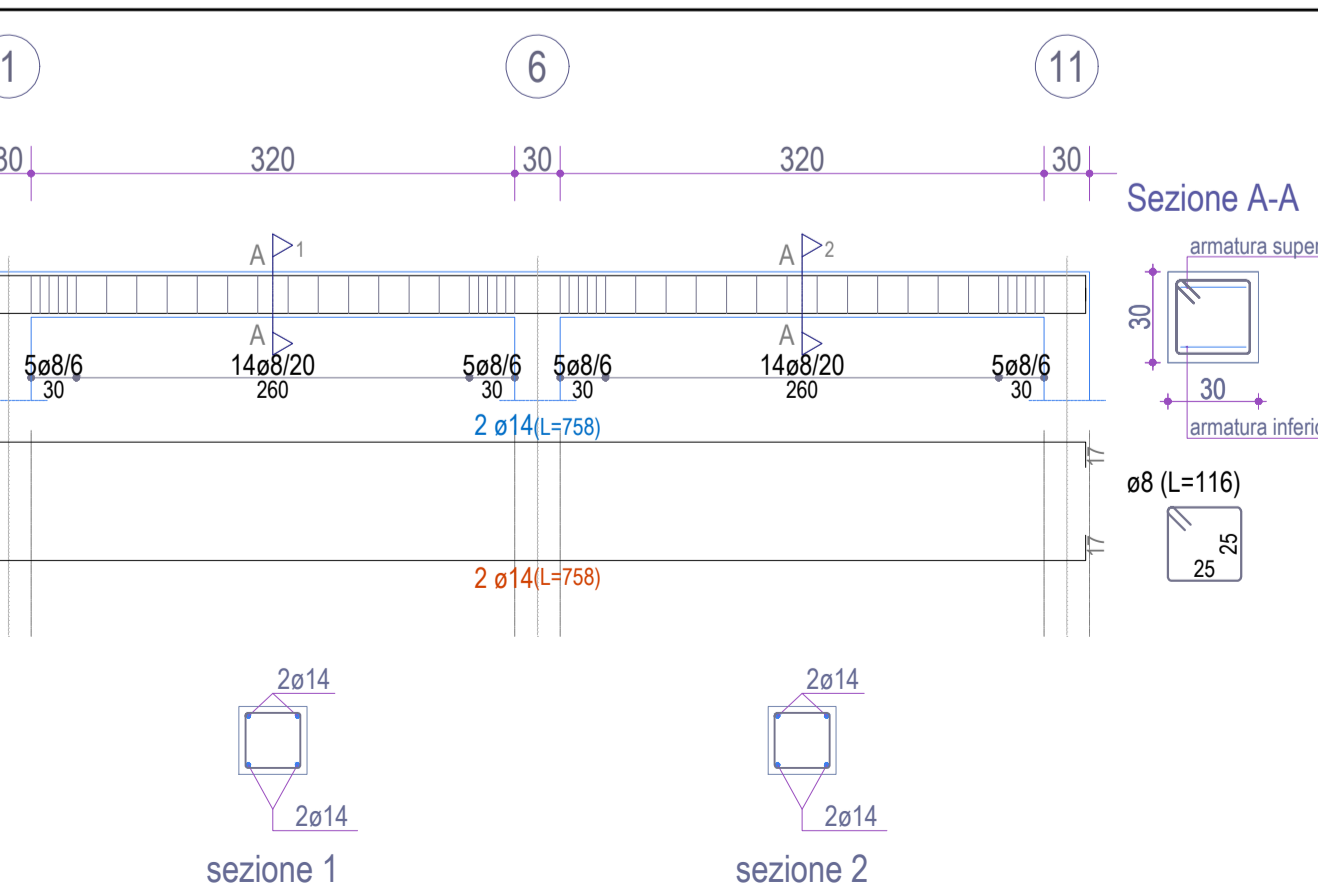 1 6 11
30 320 30 320 30
Sezione A-A
armatura super
A 1 A 2
30
A A
5ø8/6 14ø8/20 5ø8/6 5ø8/6 14ø8/20 5ø8/6
30 260 30 30 260 30
30
2 ø14(L=758)
armatura inferio
17
ø8 (L=116)
17
25
25
2 ø14(L=758)
2ø14 2ø14
2ø14 2ø14
sezione 1 sezione 2